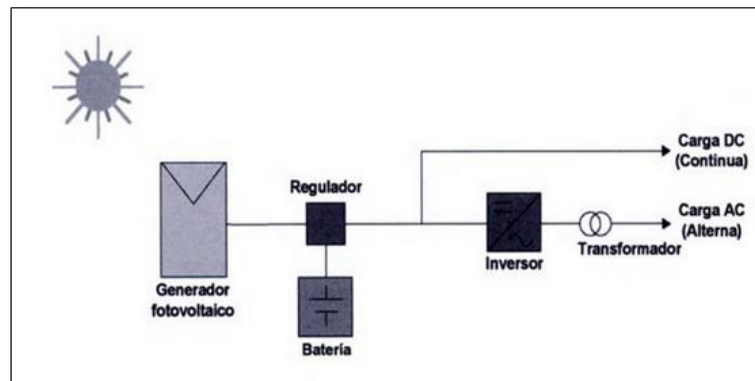 Carga DC
(Continua)
Regulador
Carga AC
(Alterna)
Transformador
Inversor
Generador
fotovoltaico
Batería